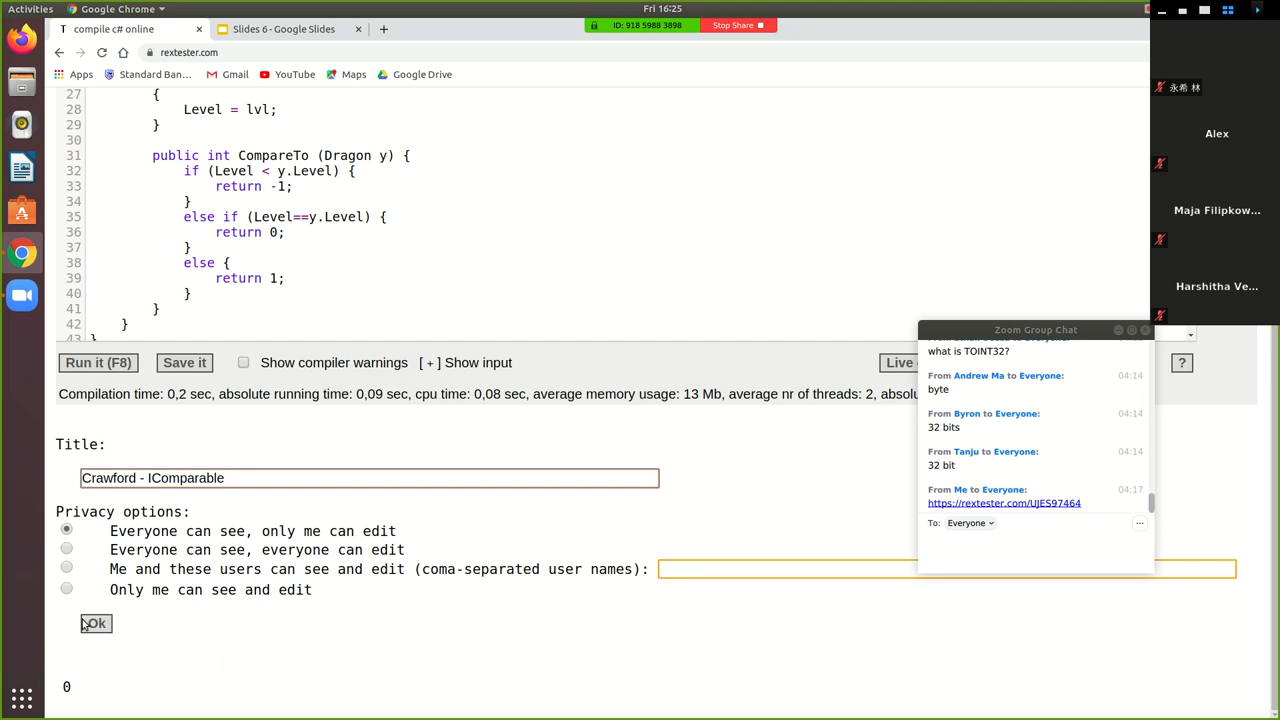 Activities
Google Chrome
Fri 16:25
T compile c# online
Slides 6 - Google Slides
ID: 918 5988 3898
Stop Share
rextester.com
Apps
Standard Ban...
Gmail
YouTube
Maps
Google Drive
27 {
28 Level = lvl;
29 }
30
31 public int CompareTo (Dragon y) {
32 if (Level < y.Level) {
33 return -1;
34 }
35 else if (Level==y.Level) {
36 return 0;
37 }
38 else {
39 return 1;
40 }
41 }
42 }
43 }
Run it (F8)
Save it
Show compiler warnings
[ + ] Show input
Live
?
Compilation time: 0,2 sec, absolute running time: 0,09 sec, cpu time: 0,08 sec, average memory usage: 13 Mb, average nr of threads: 2, absolu
Title:
Crawford - IComparable
Privacy options:
Everyone can see, only me can edit
Everyone can see, everyone can edit
Me and these users can see and edit (coma-separated user names):
Only me can see and edit
Ok
0
永希 林
Alex
Maja Filipkow...
Harshitha Ve...
Zoom Group Chat
what is TOINT32?
From Andrew Ma to Everyone: 04:14
byte
From Byron to Everyone: 04:14
32 bits
From Tanju to Everyone: 04:14
32 bit
From Me to Everyone: 04:17
https://rextester.com/UJES97464
To: Everyone